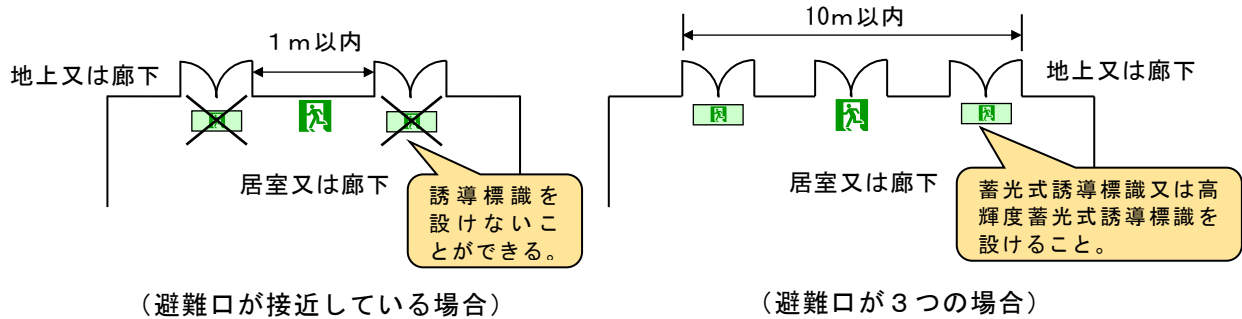 １ｍ以内
地上又は廊下
居室又は廊下
誘導標識を
設けないこ
とができる。
（避難口が接近している場合）
10ｍ以内
地上又は廊下
居室又は廊下
蓄光式誘導標識又は高
輝度蓄光式誘導標識を
設けること。
（避難口が３つの場合）